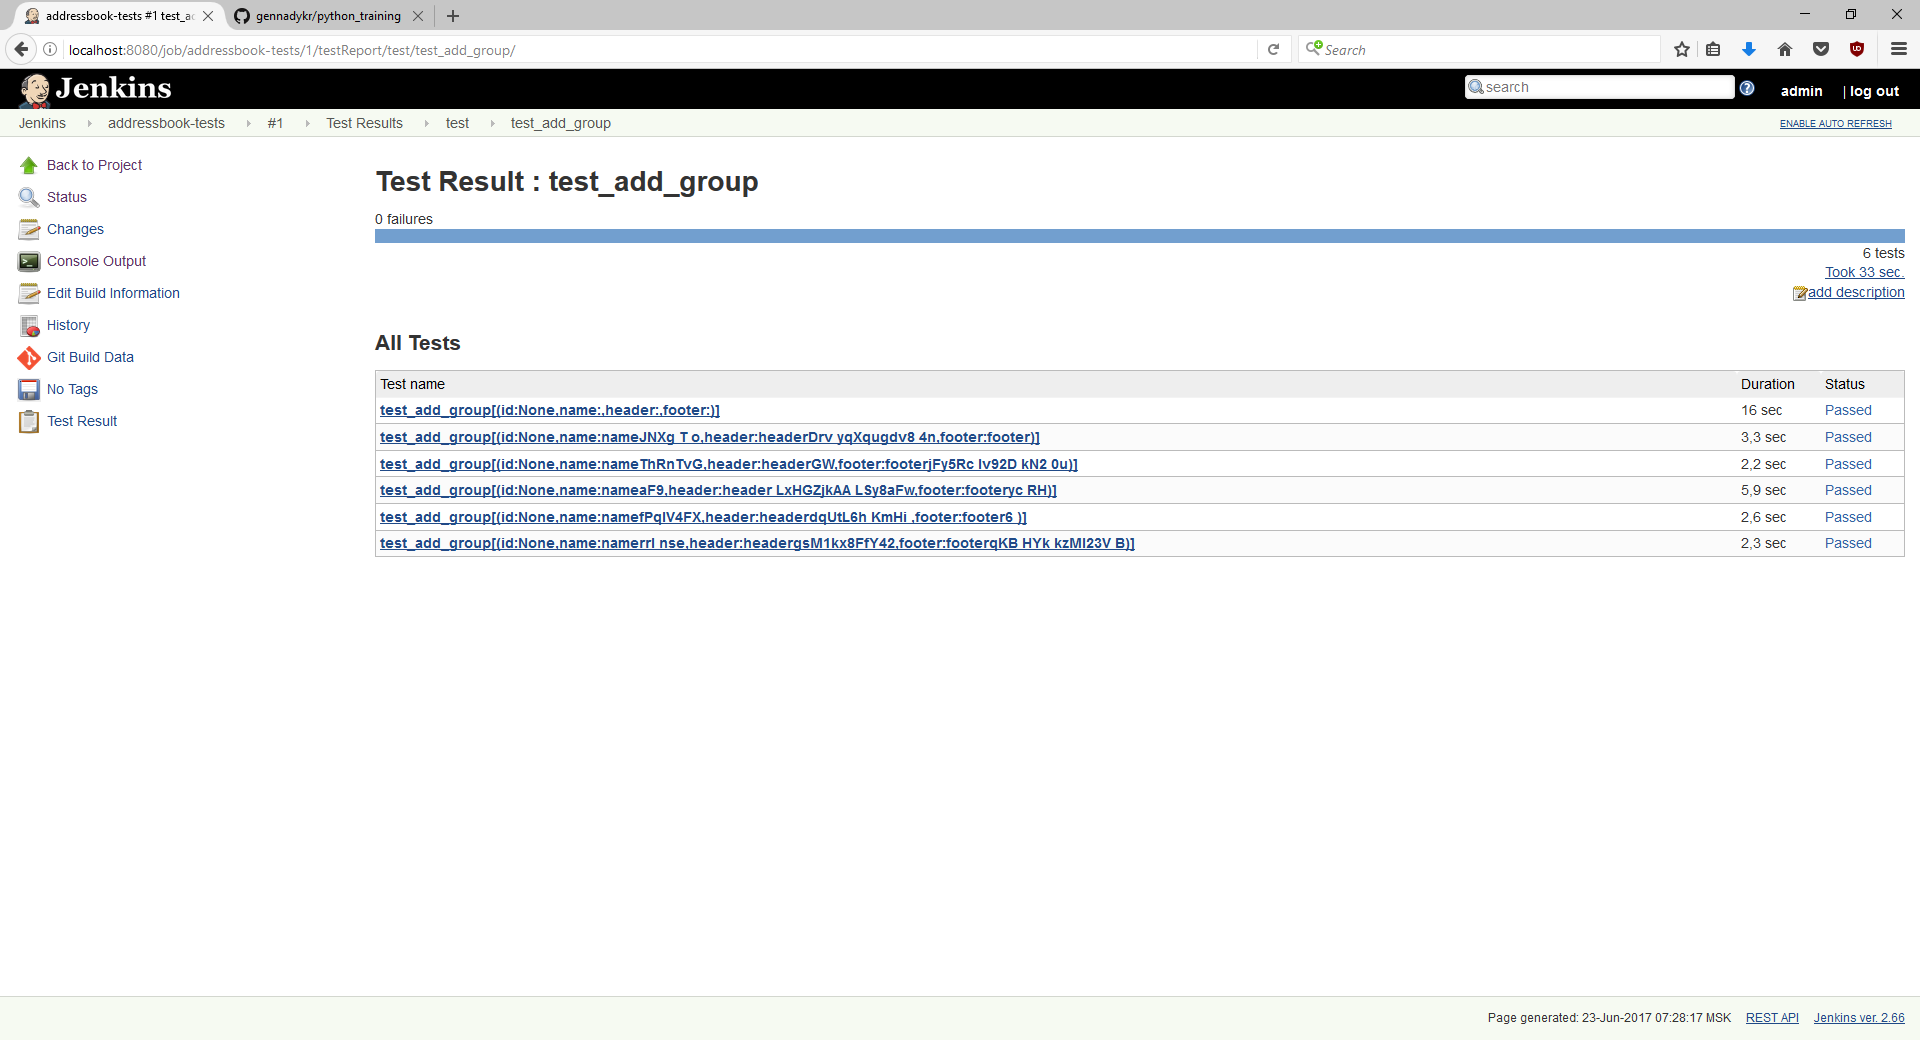 addressbook-tests #1 test_a
gennadykr/python_training
localhost:8080/job/addressbook-tests/1/testReport/test/test_add_group/
Search
Jenkins
search
admin
| log out
Jenkins
addressbook-tests
#1
Test Results
test
test_add_group
ENABLE AUTO REFRESH
Back to Project
Status
Changes
Console Output
Edit Build Information
History
Git Build Data
No Tags
Test Result
Test Result : test_add_group
0 failures
6 tests
Took 33 sec.
add description
All Tests
Test name Duration Status
test_add_group[(id:None,name:,header:,footer:)] 16 sec Passed
test_add_group[(id:None,name:nameJNXg T o,header:headerDrv yqXqugdv8 4n,footer:footer)] 3,3 sec Passed
test_add_group[(id:None,name:nameThRnTvG,header:headerGW,footer:footerjFy5Rc Iv92D kN2 0u)] 2,2 sec Passed
test_add_group[(id:None,name:nameaF9,header:header LxHGZjkAA LSy8aFw,footer:footeryc RH)] 5,9 sec Passed
test_add_group[(id:None,name:namefPqIV4FX,header:headerdqUtL6h KmHi ,footer:footer6 )] 2,6 sec Passed
test_add_group[(id:None,name:namerrI nse,header:headergsM1kx8FfY42,footer:footerqKB HYk kzMI23V B)] 2,3 sec Passed
Page generated: 23-Jun-2017 07:28:17 MSK
REST API
Jenkins ver. 2.66